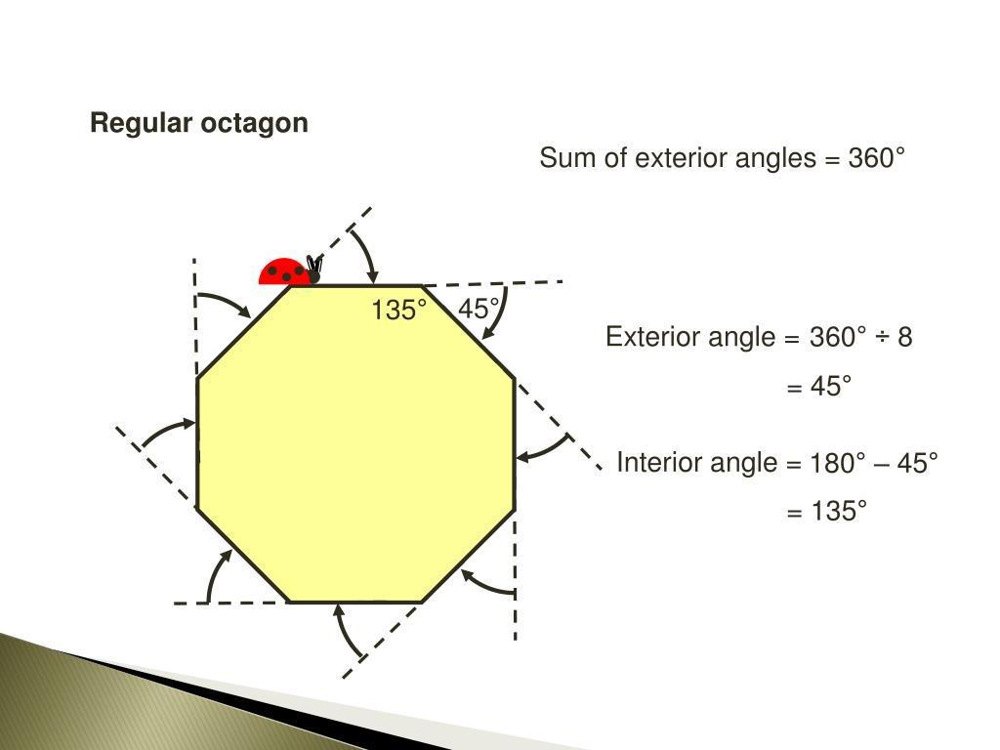 Regular octagon
Sum of exterior angles = 360°
135°
45°
Exterior angle = 360° ÷ 8
= 45°
Interior angle = 180° – 45°
= 135°